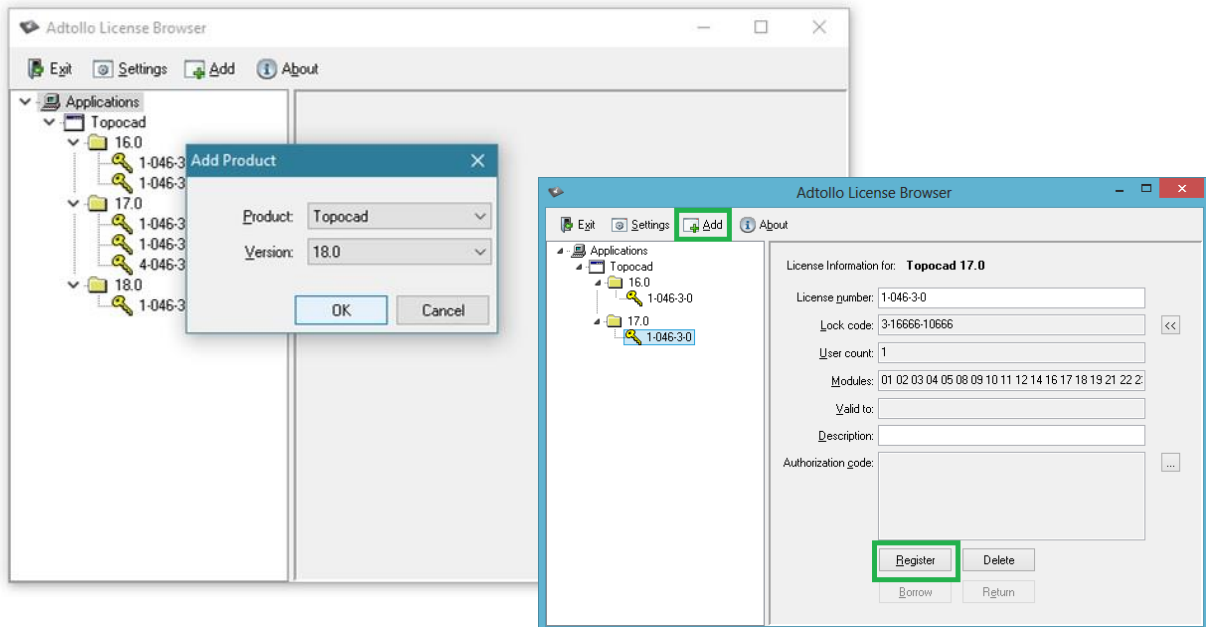 Adtollo License Browser
Exit Settings Add About
Applications
Topocad
16.0
1-046-3
1-046-3
17.0
1-046-3
1-046-3
4-046-3
18.0
1-046-3
Add Product
Product: Topocad
Version: 18.0
OK Cancel
Adtollo License Browser
Exit Settings Add About
Applications
Topocad
16.0
1-046-3-0
17.0
1-046-3-0
License Information for: Topocad 17.0
License number: 1-046-3-0
Lock code: 3-16666-10666 <<
User count: 1
Modules: 01 02 03 04 05 08 09 10 11 12 14 16 17 18 19 21 22
Valid to:
Description:
Authorization code: ...
Register Delete
Borrow Return